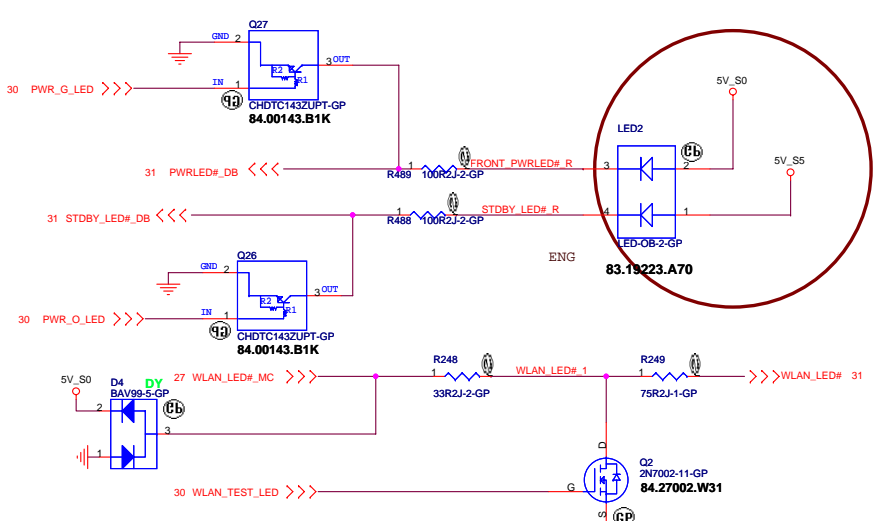 Q27
GND 2
3 OUT
R2
R1
30 PWR_G_LED
IN 1
CHDTC143ZUPT-GP
84.00143.B1K
5V_S0
LED2
5V_S5
31 PWRLED#_DB
1
R489 100R2J-2-GP
FRONT_PWRLED#_R
3
2
31 STDBY_LED#_DB
1
R488 100R2J-2-GP
STDBY_LED#_R
4
1
LED-OB-2-GP
83.19223.A70
ENG
Q26
GND 2
3 OUT
R2
R1
30 PWR_O_LED
IN 1
CHDTC143ZUPT-GP
84.00143.B1K
5V_S0
D4
DY
BAV99-5-GP
2
3
1
27 WLAN_LED#_MC
R248
1
33R2J-2-GP
WLAN_LED#_1
R249
1
75R2J-1-GP
WLAN_LED# 31
D
Q2
2N7002-11-GP
84.27002.W31
30 WLAN_TEST_LED
G
S